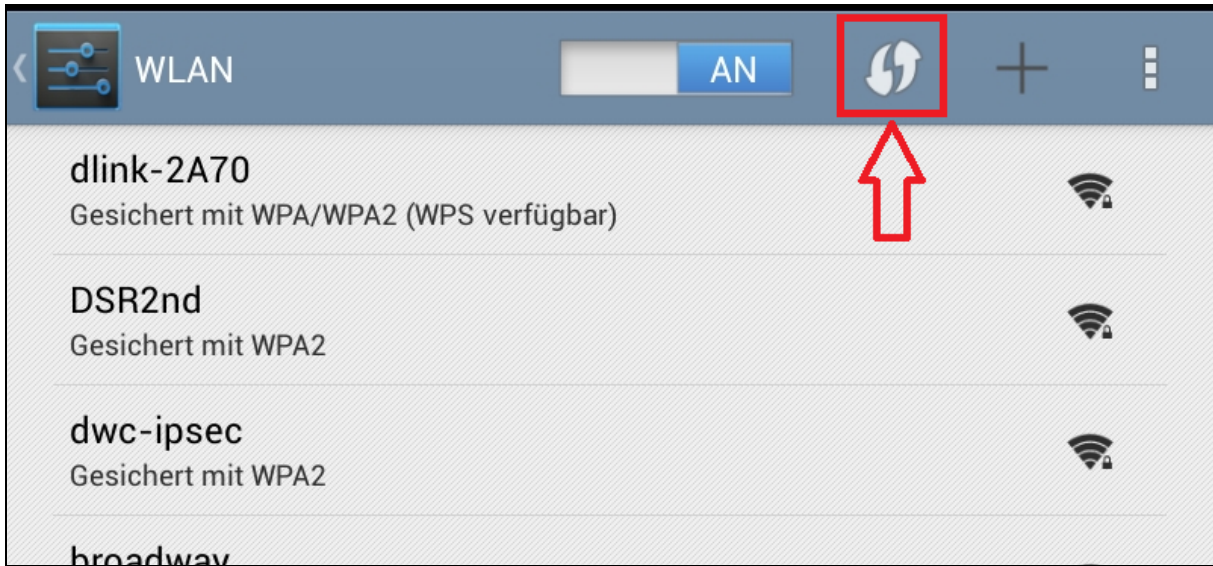 WLAN AN
dlink-2A70
Gesichert mit WPA/WPA2 (WPS verfügbar)
DSR2nd
Gesichert mit WPA2
dwc-ipsec
Gesichert mit WPA2
broadway